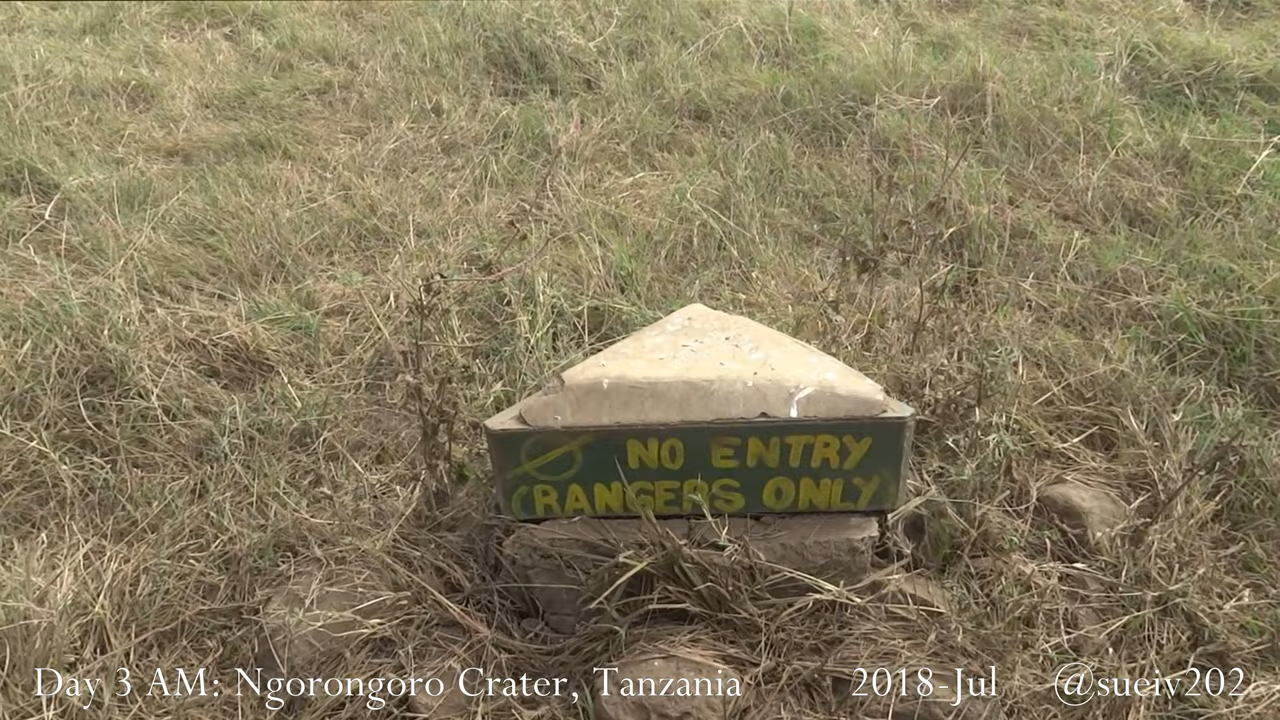 NO ENTRY
(RANGERS ONLY
Day 3 AM: Ngorongoro Crater, Tanzania 2018-Jul @sueiv202